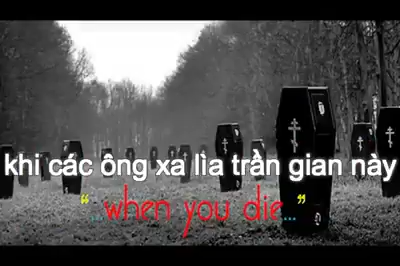 khi các ông xa lìa trần gian này
“...when you die...”